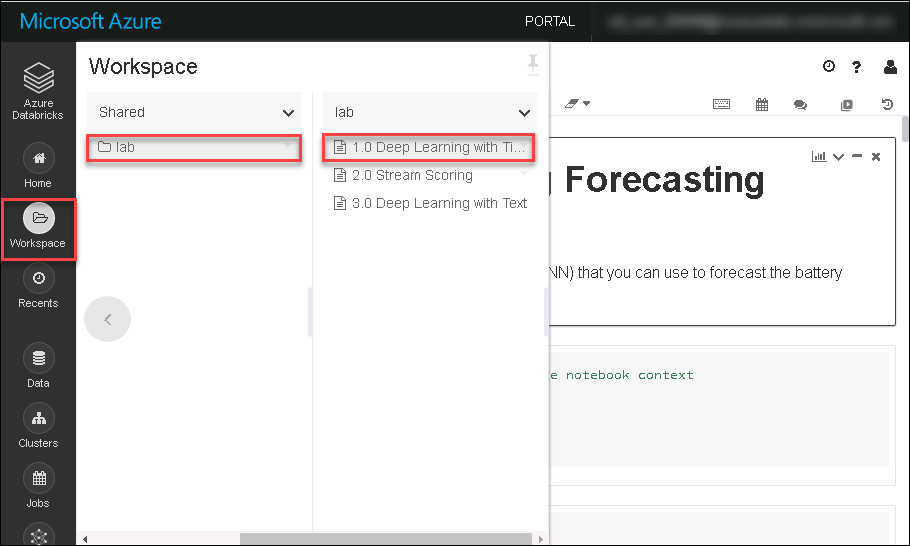 Microsoft Azure
PORTAL
Azure
Databricks
Home
Workspace
Recents
Data
Clusters
Jobs
Workspace
Shared
lab
lab
1.0 Deep Learning with Ti...
2.0 Stream Scoring
3.0 Deep Learning with Text
?
Forecasting
NN) that you can use to forecast the battery
e notebook context